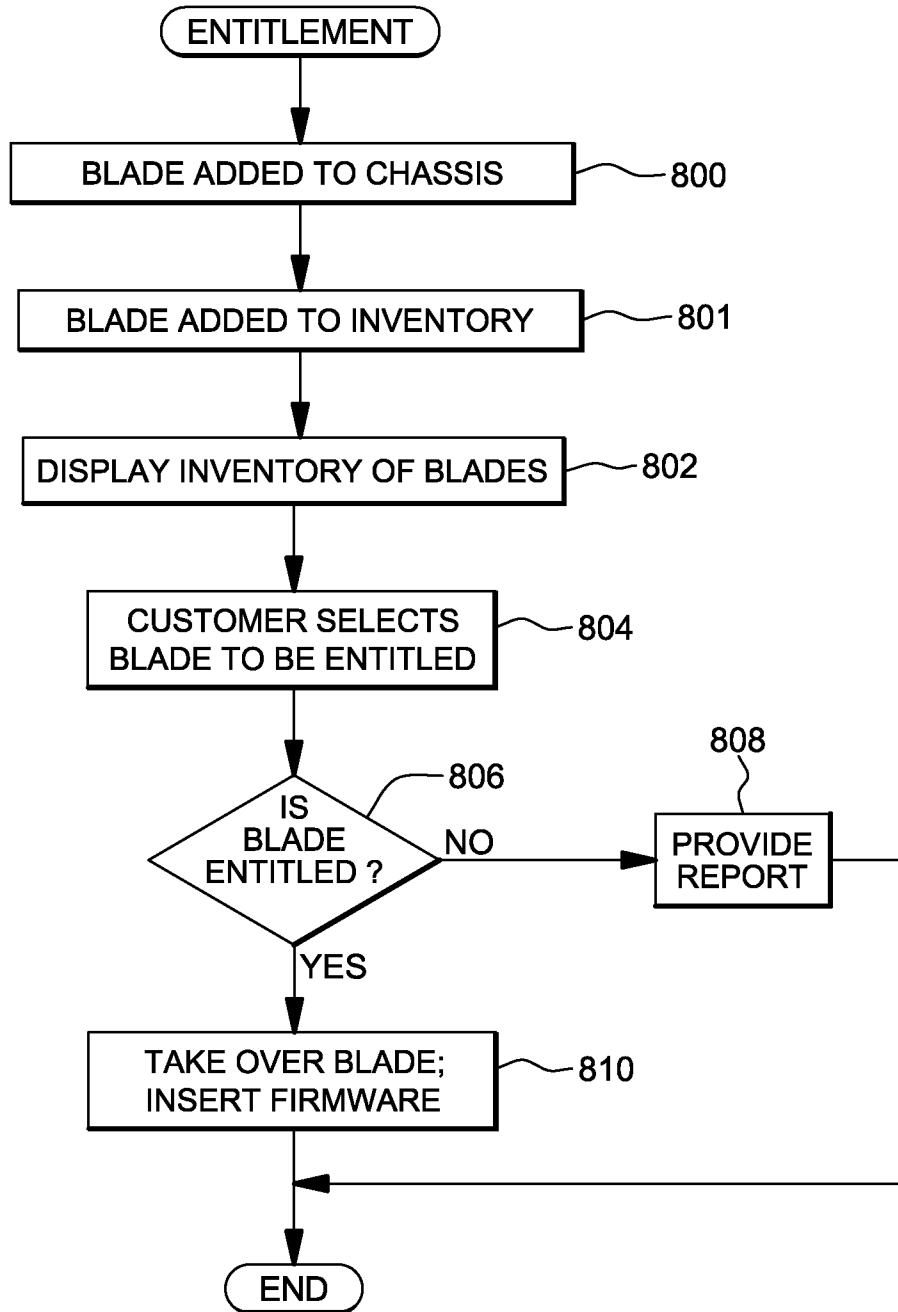 ENTITLEMENT
BLADE ADDED TO CHASSIS
800
BLADE ADDED TO INVENTORY
801
DISPLAY INVENTORY OF BLADES
802
CUSTOMER SELECTS
BLADE TO BE ENTITLED
804
806
IS
BLADE
ENTITLED ?
NO
808
PROVIDE
REPORT
YES
TAKE OVER BLADE;
INSERT FIRMWARE
810
END